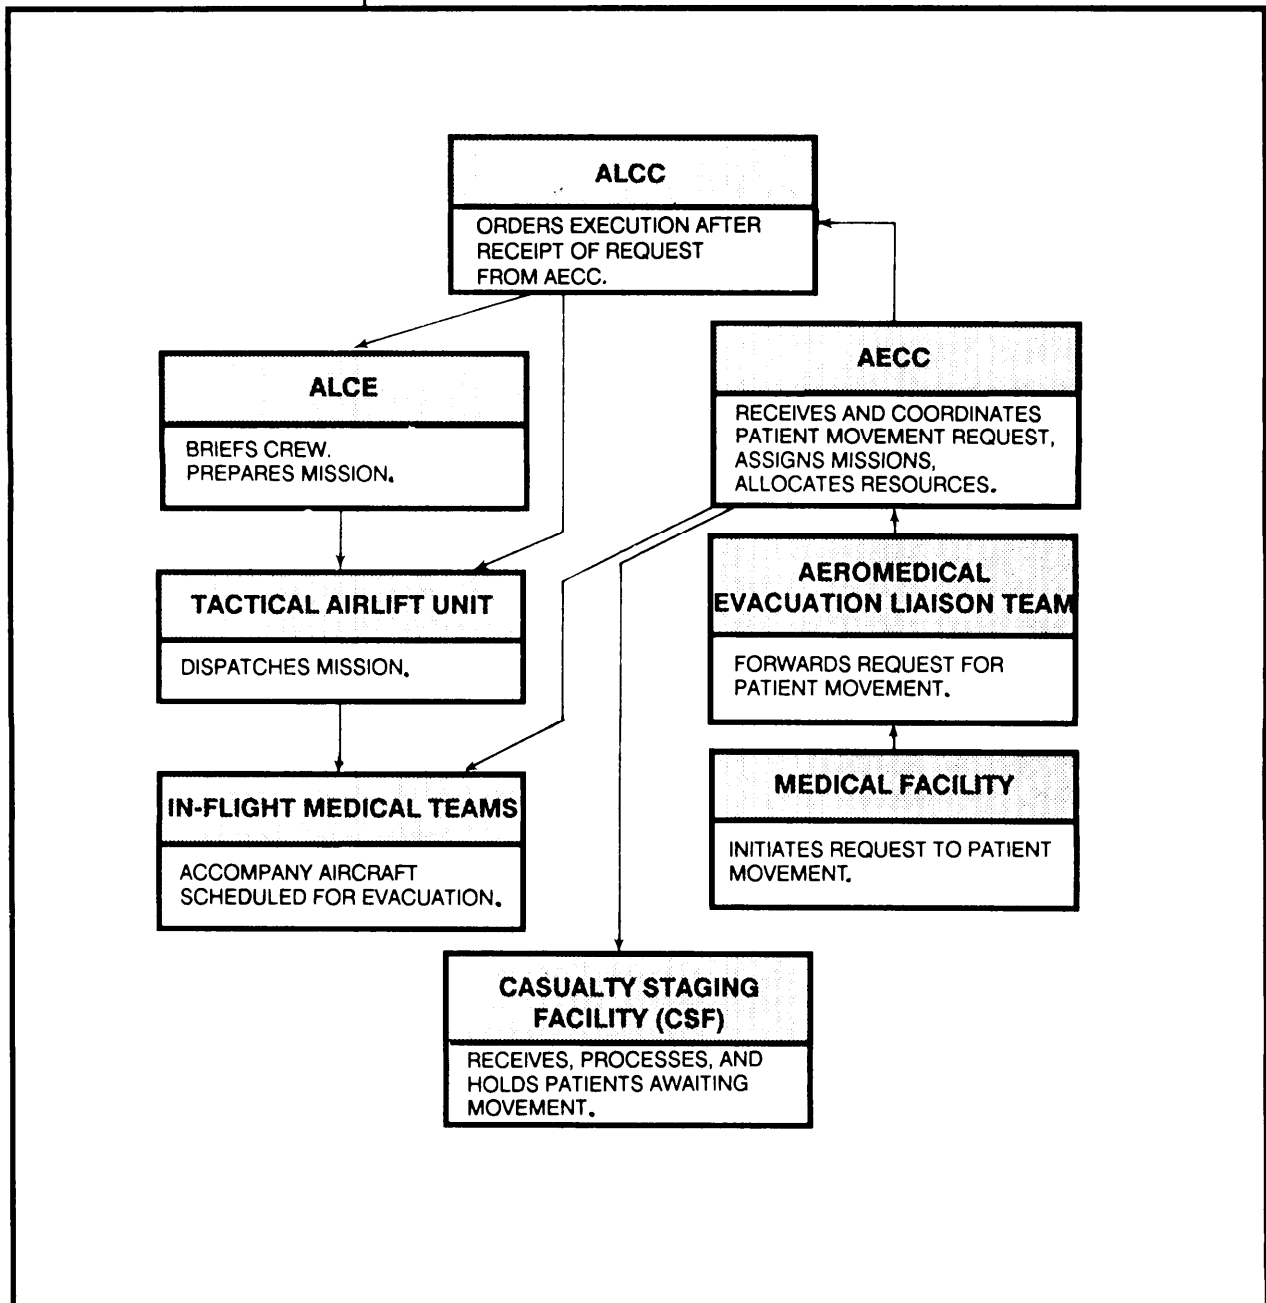 ALCC
ORDERS EXECUTION AFTER
RECEIPT OF REQUEST
FROM AECC.
ALCE
BRIEFS CREW.
PREPARES MISSION.
AECC
RECEIVES AND COORDINATES
PATIENT MOVEMENT REQUEST,
ASSIGNS MISSIONS,
ALLOCATES RESOURCES.
TACTICAL AIRLIFT UNIT
DISPATCHES MISSION.
AEROMEDICAL
EVACUATION LIAISON TEAM
FORWARDS REQUEST FOR
PATIENT MOVEMENT.
IN-FLIGHT MEDICAL TEAMS
ACCOMPANY AIRCRAFT
SCHEDULED FOR EVACUATION.
MEDICAL FACILITY
INITIATES REQUEST TO PATIENT
MOVEMENT.
CASUALTY STAGING
FACILITY (CSF)
RECEIVES, PROCESSES, AND
HOLDS PATIENTS AWAITING
MOVEMENT.